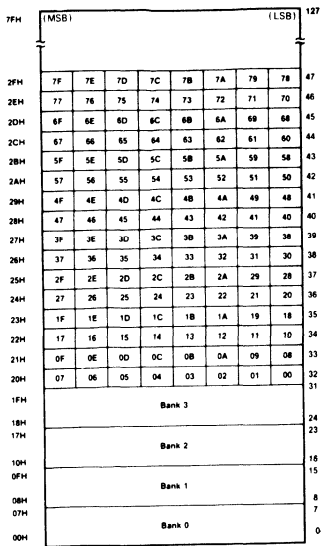 7FH (MSB) (LSB) 127
2FH 7F 7E 7D 7C 7B 7A 79 78 47
2EH 77 76 75 74 73 72 71 70 46
2DH 6F 6E 6D 6C 6B 6A 69 68 45
2CH 67 66 65 64 63 62 61 60 44
2BH 5F 5E 5D 5C 5B 5A 59 58 43
2AH 57 56 55 54 53 52 51 50 42
29H 4F 4E 4D 4C 4B 4A 49 48 41
28H 47 46 45 44 43 42 41 40 40
27H 3F 3E 3D 3C 3B 3A 39 38 39
26H 37 36 35 34 33 32 31 30 38
25H 2F 2E 2D 2C 2B 2A 29 28 37
24H 27 26 25 24 23 22 21 20 36
23H 1F 1E 1D 1C 1B 1A 19 18 35
22H 17 16 15 14 13 12 11 10 34
21H 0F 0E 0D 0C 0B 0A 09 08 33
20H 07 06 05 04 03 02 01 00 32
1FH 31
Bank 3
18H 24
17H 23
Bank 2
10H 16
0FH 15
Bank 1
08H 8
07H 7
Bank 0
00H 0